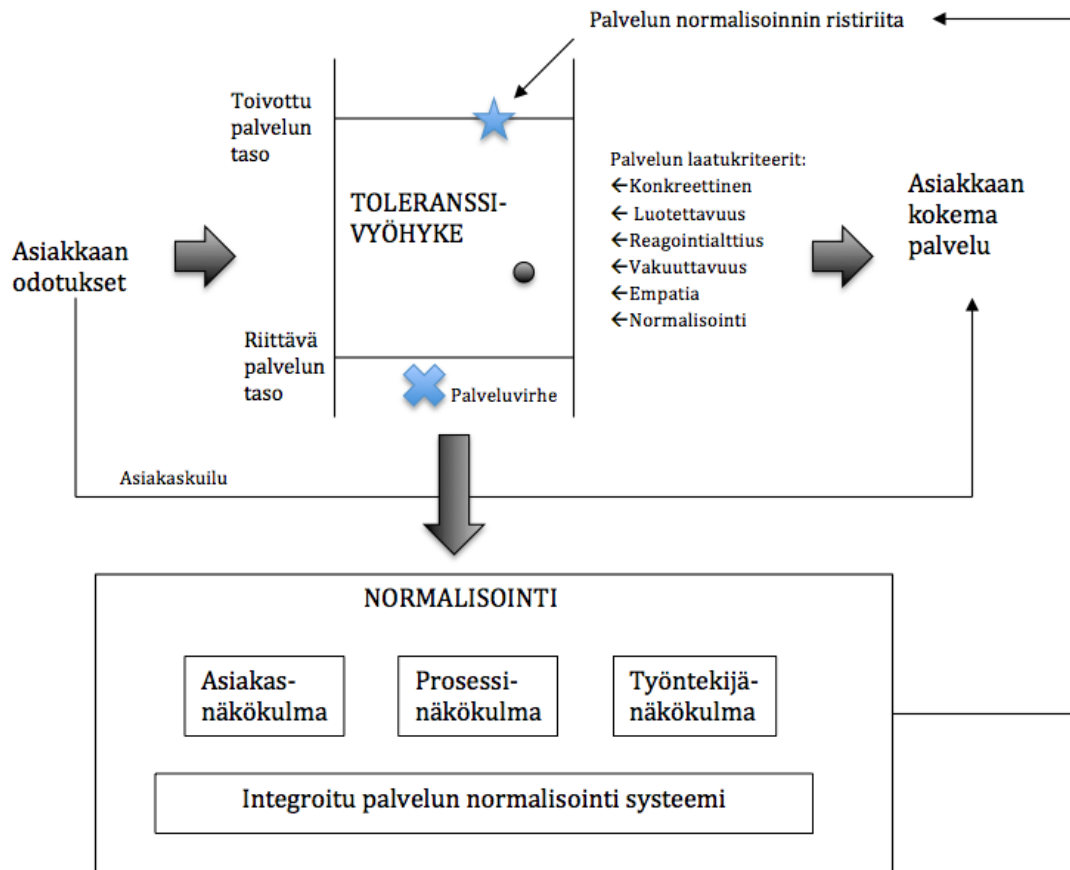 Palvelun normalisoinnin ristiriita
Toivottu
palvelun
taso
TOLERANSSI-
VYÖHYKE
Asiakkaan
odotukset
Riittävä
palvelun
taso
Palveluvirhe
Palvelun laatukriteerit:
←Konkreettinen
← Luotettavuus
←Reagointialttius
←Vakuuttavuus
←Empatia
←Normalisointi
Asiakkaan
kokema
palvelu
Asiakaskuilu
NORMALISOINTI
Asiakas-
näkökulma
Prosessi-
näkökulma
Työntekijä-
näkökulma
Integroitu palvelun normalisointi systeemi